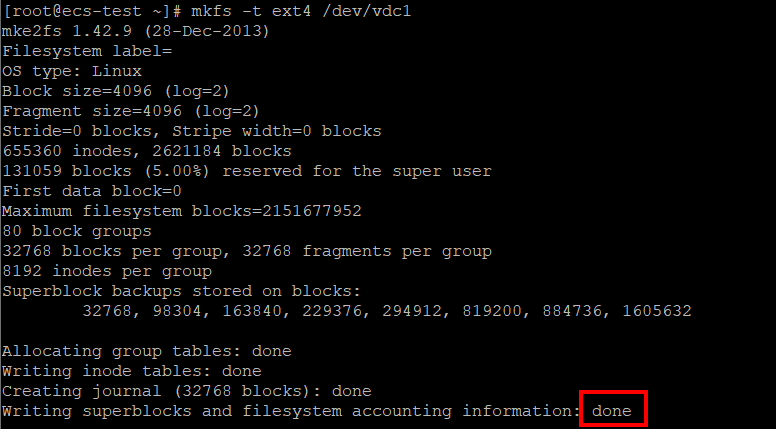 [root@ecs-test ~]# mkfs -t ext4 /dev/vdc1
mke2fs 1.42.9 (28-Dec-2013)
Filesystem label=
OS type: Linux
Block size=4096 (log=2)
Fragment size=4096 (log=2)
Stride=0 blocks, Stripe width=0 blocks
655360 inodes, 2621184 blocks
131059 blocks (5.00%) reserved for the super user
First data block=0
Maximum filesystem blocks=2151677952
80 block groups
32768 blocks per group, 32768 fragments per group
8192 inodes per group
Superblock backups stored on blocks:
        32768, 98304, 163840, 229376, 294912, 819200, 884736, 1605632

Allocating group tables: done
Writing inode tables: done
Creating journal (32768 blocks): done
Writing superblocks and filesystem accounting information: done